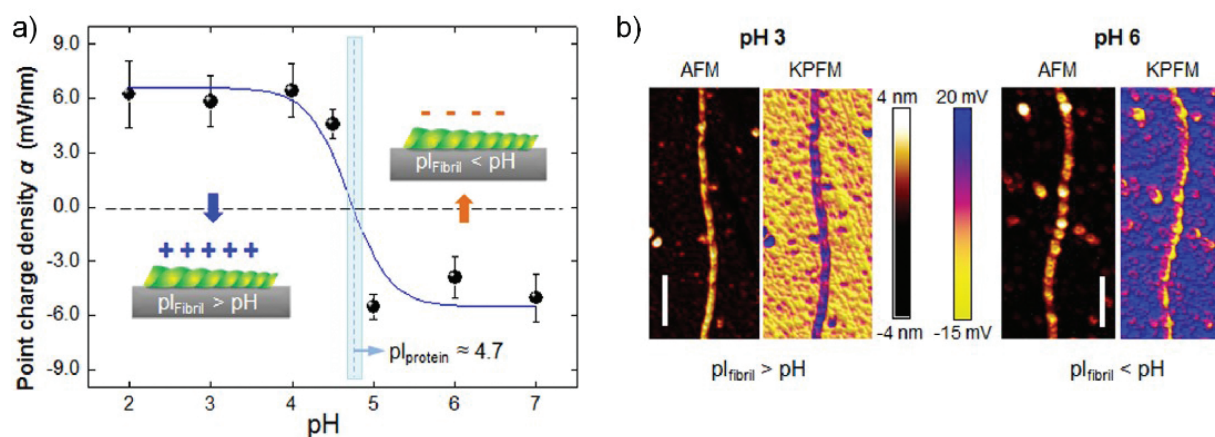 a)
Point charge density α (mV/nm)
9.0
6.0
3.0
0.0
-3.0
-6.0
-9.0
2
3
4
5
6
7
pH
- - - -
pI_Fibril < pH
+ + + + +
pI_Fibril > pH
pI_protein ≈ 4.7
b)
pH 3
pH 6
AFM
KPFM
AFM
KPFM
4 nm
20 mV
-4 nm
-15 mV
pI_fibril > pH
pI_fibril < pH